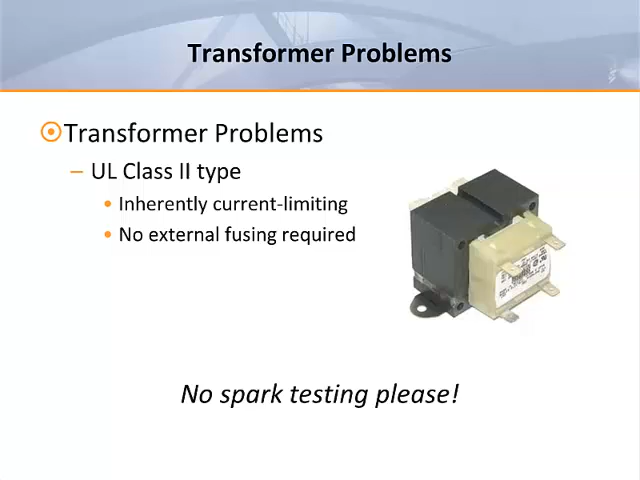 Transformer Problems
Transformer Problems
– UL Class II type
• Inherently current-limiting
• No external fusing required
No spark testing please!